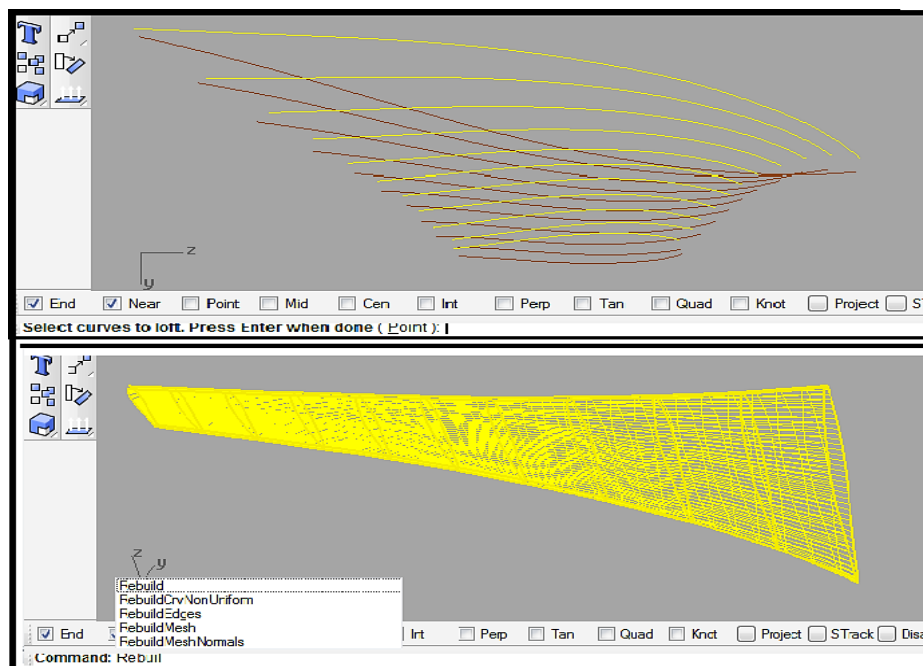 z
y
End Near Point Mid Cen Int Perp Tan Quad Knot Project
Select curves to loft. Press Enter when done ( Point ):
z
y
Rebuild
RebuildCrvNonUniform
RebuildEdges
RebuildMesh
RebuildMeshNormals
End Int Perp Tan Quad Knot Project STrack Disa
Command: Rebuil